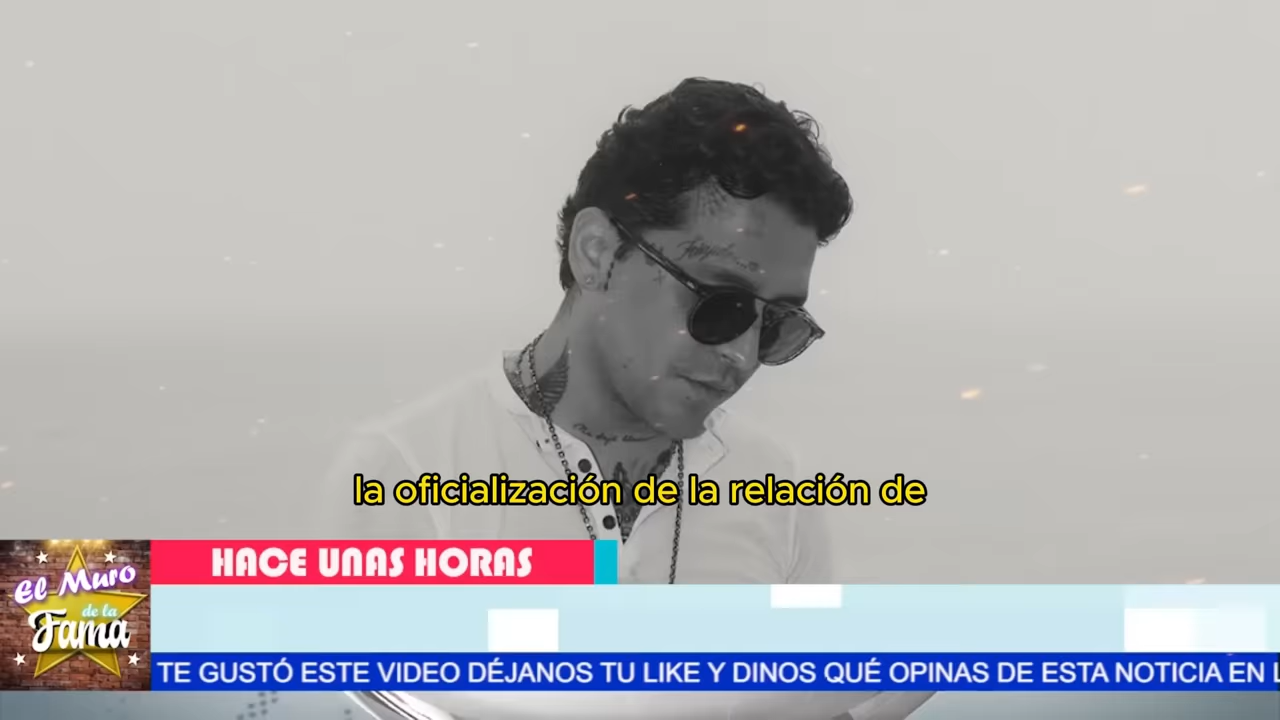 la oficialización de la relación de
HACE UNAS HORAS
El Muro
de la
Fama
TE GUSTÓ ESTE VIDEO DÉJANOS TU LIKE Y DINOS QUÉ OPINAS DE ESTA NOTICIA EN